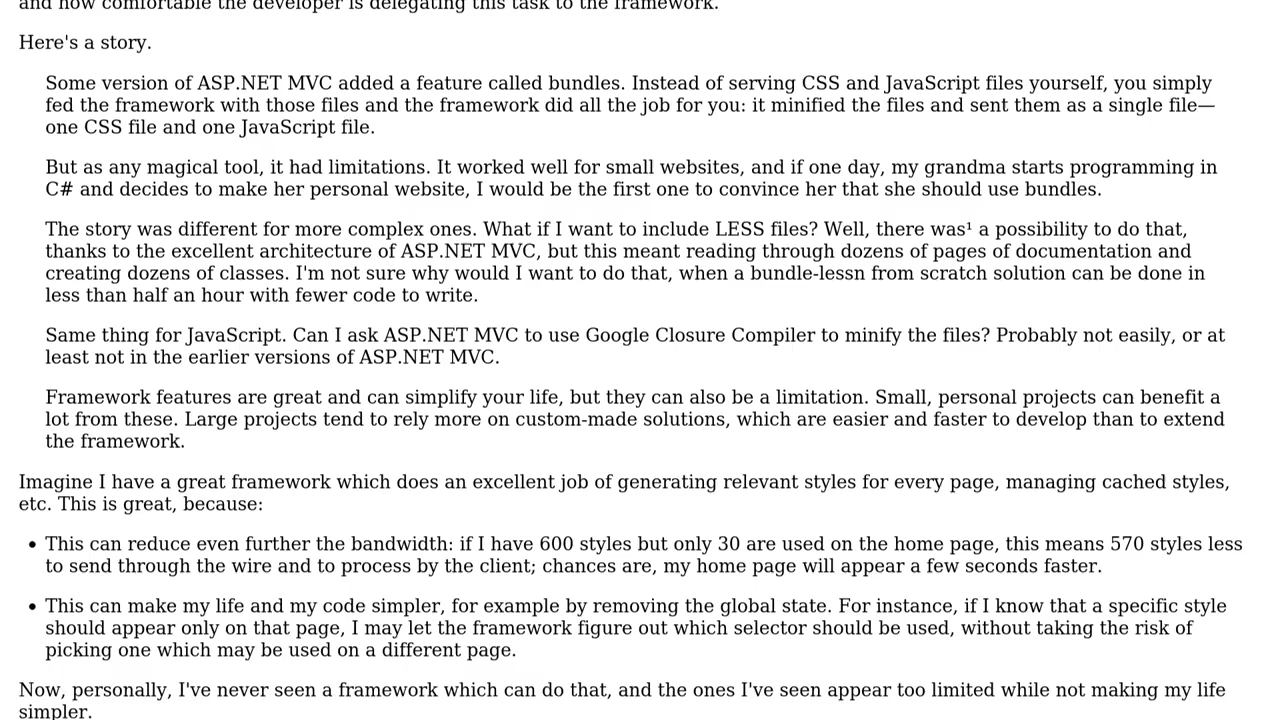 and how comfortable the developer is delegating this task to the framework.
Here's a story.
Some version of ASP.NET MVC added a feature called bundles. Instead of serving CSS and JavaScript files yourself, you simply
fed the framework with those files and the framework did all the job for you: it minified the files and sent them as a single file—
one CSS file and one JavaScript file.
But as any magical tool, it had limitations. It worked well for small websites, and if one day, my grandma starts programming in
C# and decides to make her personal website, I would be the first one to convince her that she should use bundles.
The story was different for more complex ones. What if I want to include LESS files? Well, there was¹ a possibility to do that,
thanks to the excellent architecture of ASP.NET MVC, but this meant reading through dozens of pages of documentation and
creating dozens of classes. I'm not sure why would I want to do that, when a bundle-lessn from scratch solution can be done in
less than half an hour with fewer code to write.
Same thing for JavaScript. Can I ask ASP.NET MVC to use Google Closure Compiler to minify the files? Probably not easily, or at
least not in the earlier versions of ASP.NET MVC.
Framework features are great and can simplify your life, but they can also be a limitation. Small, personal projects can benefit a
lot from these. Large projects tend to rely more on custom-made solutions, which are easier and faster to develop than to extend
the framework.
Imagine I have a great framework which does an excellent job of generating relevant styles for every page, managing cached styles,
etc. This is great, because:
• This can reduce even further the bandwidth: if I have 600 styles but only 30 are used on the home page, this means 570 styles less
to send through the wire and to process by the client; chances are, my home page will appear a few seconds faster.
• This can make my life and my code simpler, for example by removing the global state. For instance, if I know that a specific style
should appear only on that page, I may let the framework figure out which selector should be used, without taking the risk of
picking one which may be used on a different page.
Now, personally, I've never seen a framework which can do that, and the ones I've seen appear too limited while not making my life
simpler.